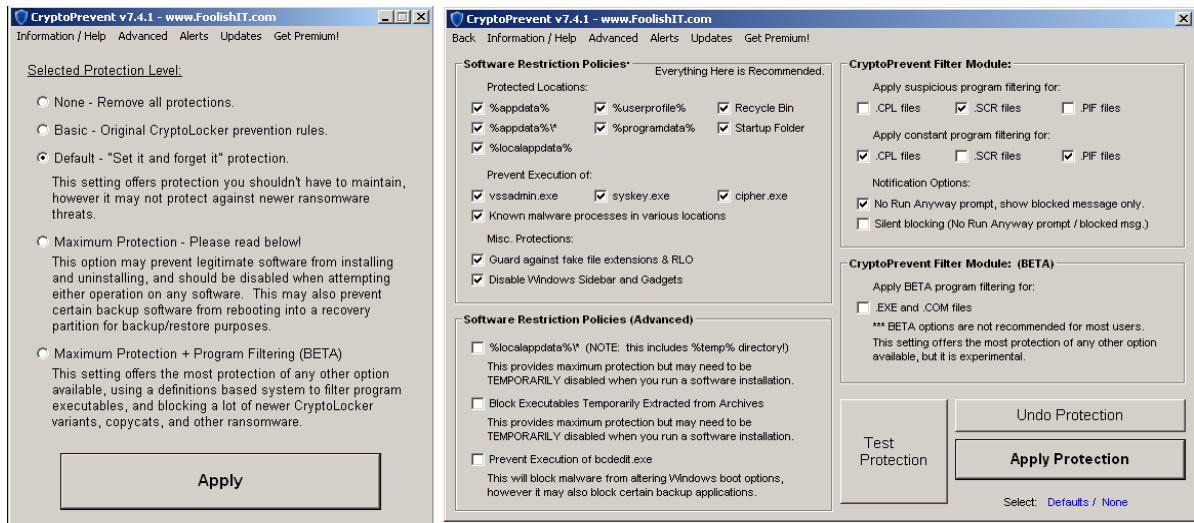 CryptoPrevent v7.4.1 - www.FoolishIT.com
Information / Help Advanced Alerts Updates Get Premium!
Selected Protection Level:
None - Remove all protections.
Basic - Original CryptoLocker prevention rules.
Default - "Set it and forget it" protection.
This setting offers protection you shouldn't have to maintain,
however it may not protect against newer ransomware
threats.
Maximum Protection - Please read below!
This option may prevent legitimate software from installing
and uninstalling, and should be disabled when attempting
either operation on any software. This may also prevent
certain backup software from rebooting into a recovery
partition for backup/restore purposes.
Maximum Protection + Program Filtering (BETA)
This setting offers the most protection of any other option
available, using a definitions based system to filter program
executables, and blocking a lot of newer CryptoLocker
variants, copycats, and other ransomware.
Apply
CryptoPrevent v7.4.1 - www.FoolishIT.com
Back Information / Help Advanced Alerts Updates Get Premium!
Software Restriction Policies*
Everything Here is Recommended.
Protected Locations:
%appdata% %userprofile% Recycle Bin
%appdata%\* %programdata% Startup Folder
%localappdata%
Prevent Execution of:
vssadmin.exe syskey.exe cipher.exe
Known malware processes in various locations
Misc. Protections:
Guard against fake file extensions & RLO
Disable Windows Sidebar and Gadgets
Software Restriction Policies (Advanced)
%localappdata%\* (NOTE: this includes %temp% directory!)
This provides maximum protection but may need to be
TEMPORARILY disabled when you run a software installation.
Block Executables Temporarily Extracted from Archives
This provides maximum protection but may need to be
TEMPORARILY disabled when you run a software installation.
Prevent Execution of bcdedit.exe
This will block malware from altering Windows boot options,
however it may also block certain backup applications.
CryptoPrevent Filter Module:
Apply suspicious program filtering for:
.CPL files .SCR files .PIF files
Apply constant program filtering for:
.CPL files .SCR files .PIF files
Notification Options:
No Run Anyway prompt, show blocked message only.
Silent blocking (No Run Anyway prompt / blocked msg.)
CryptoPrevent Filter Module: (BETA)
Apply BETA program filtering for:
.EXE and .COM files
*** BETA options are not recommended for most users.
This setting offers the most protection of any other option
available, but it is experimental.
Test
Protection
Undo Protection
Apply Protection
Select: Defaults / None